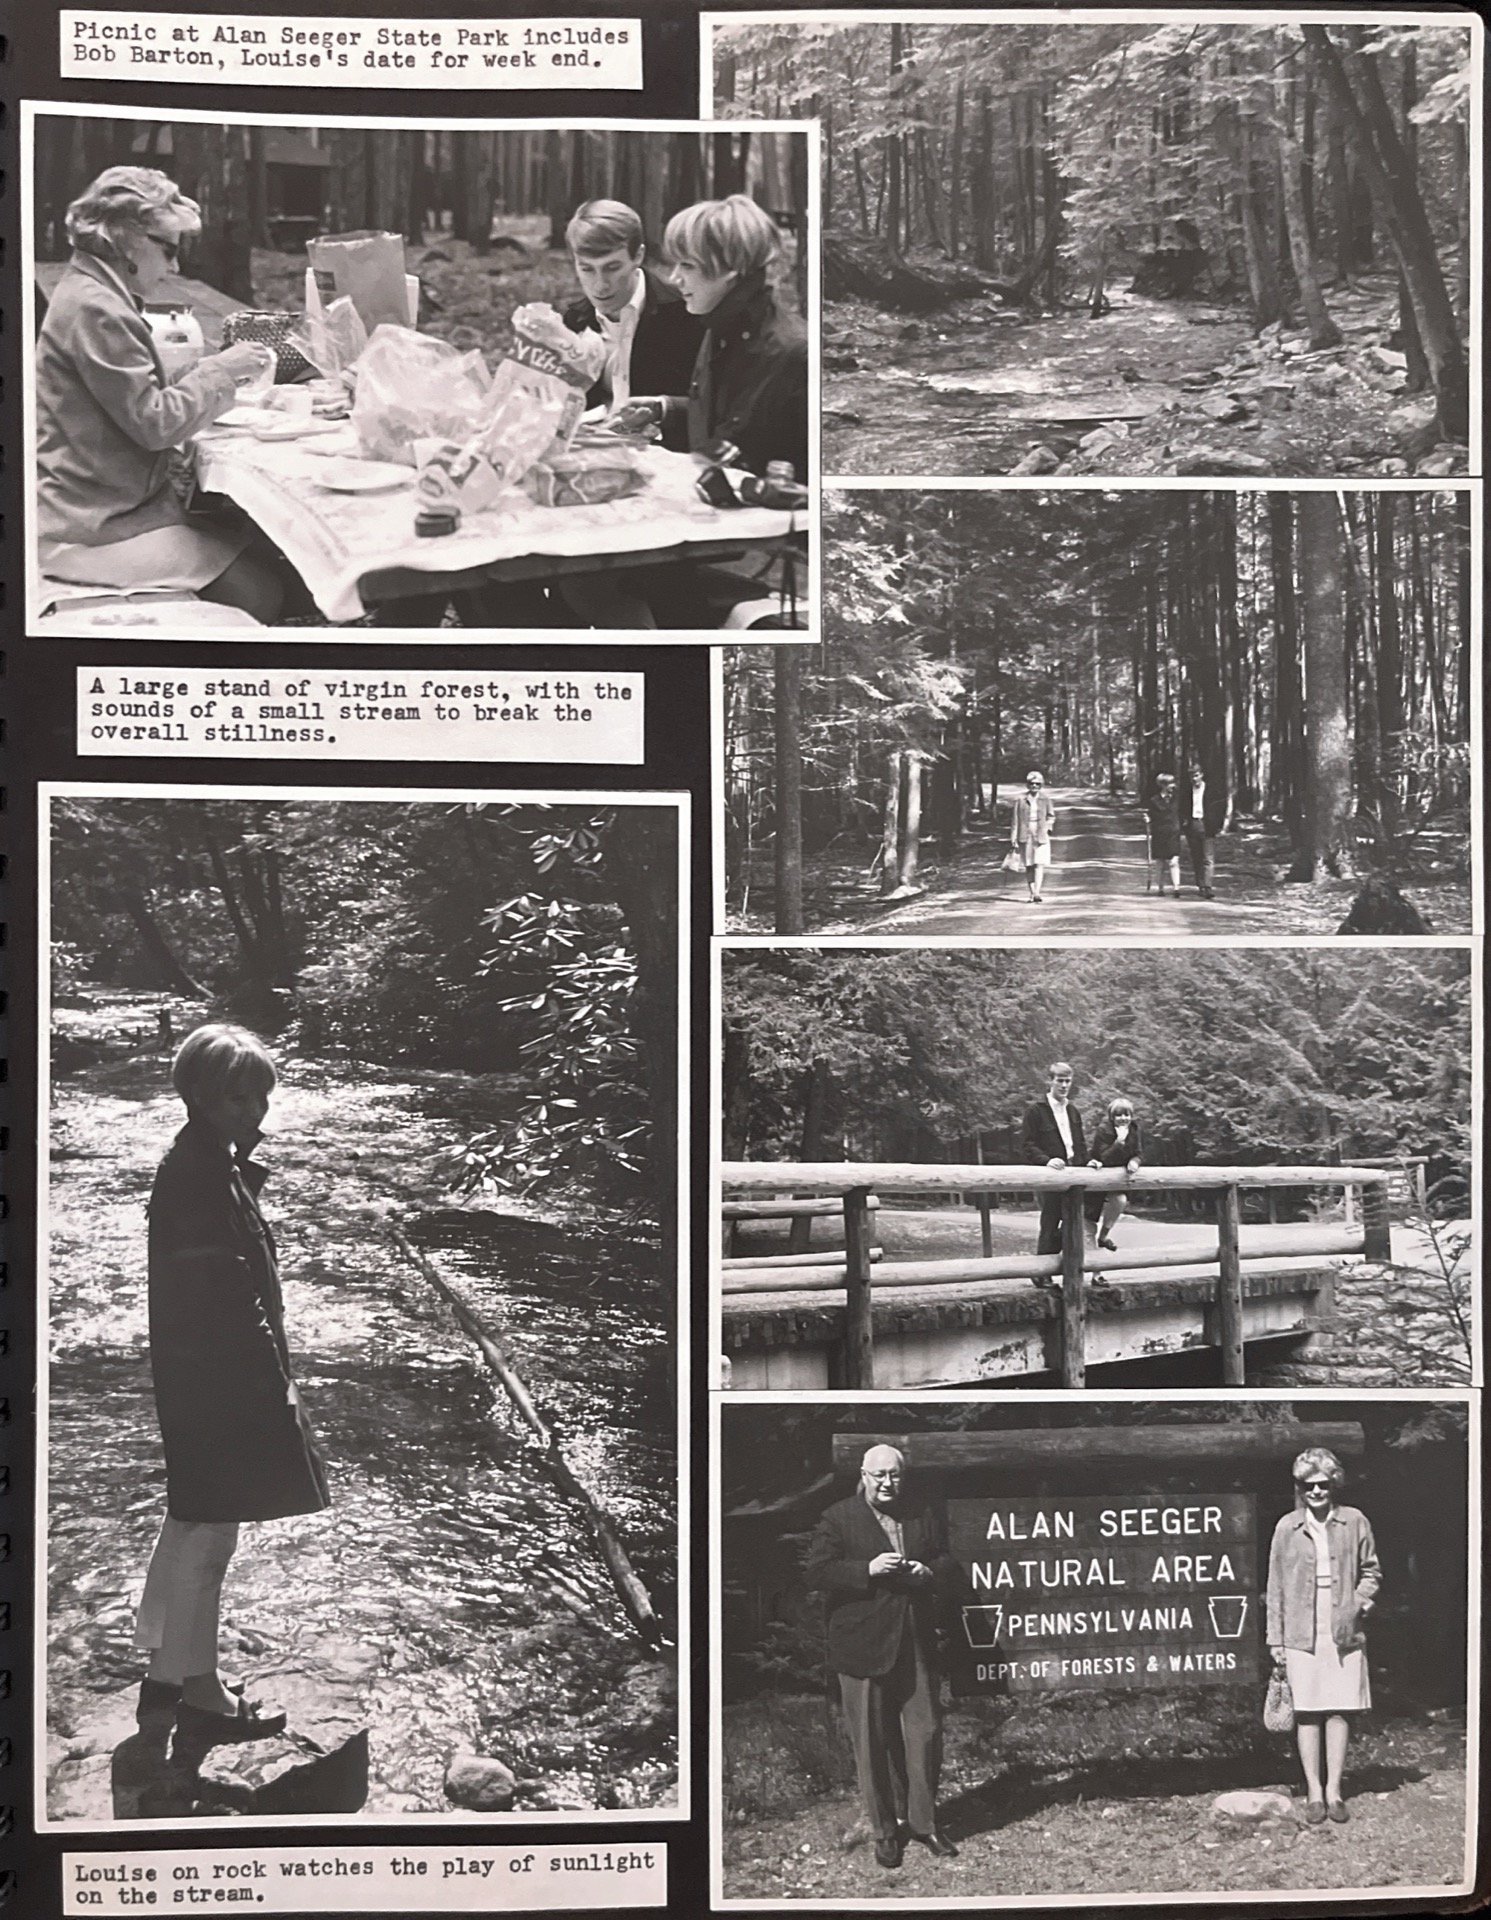 Picnic at Alan Seeger State Park includes
Bob Barton, Louise's date for week end.
A large stand of virgin forest, with the
sounds of a small stream to break the
overall stillness.
Louise on rock watches the play of sunlight
on the stream.
ALAN SEEGER
NATURAL AREA
PENNSYLVANIA
DEPT. OF FORESTS & WATERS